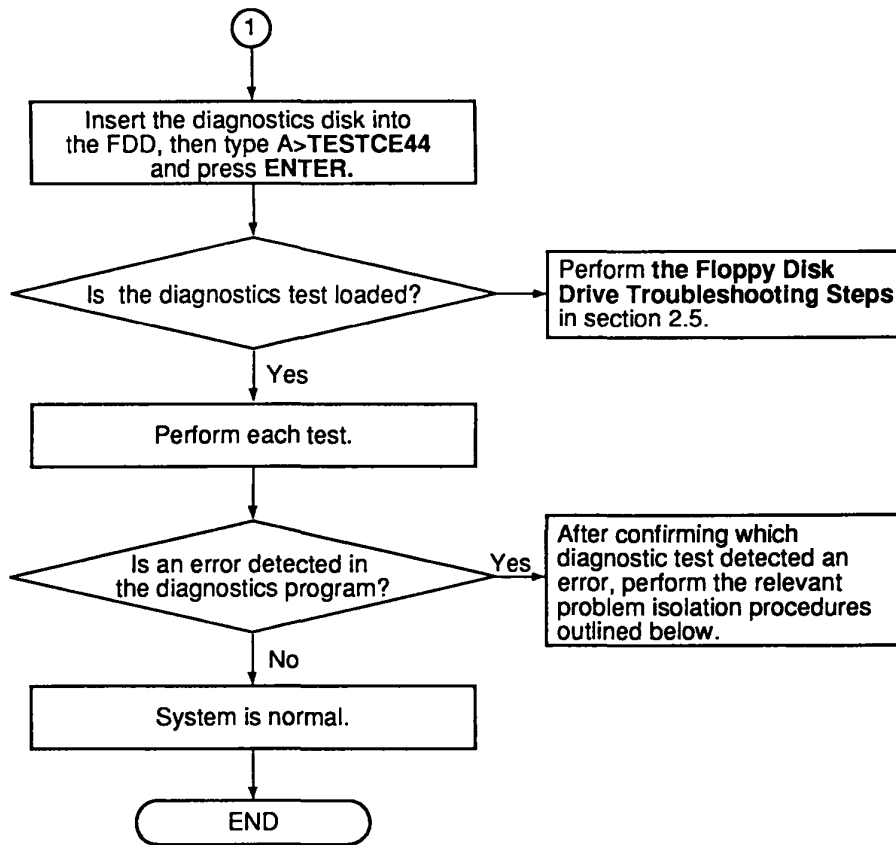 1
Insert the diagnostics disk into
the FDD, then type A>TESTCE44
and press ENTER.
Is the diagnostics test loaded?
Perform the Floppy Disk
Drive Troubleshooting Steps
in section 2.5.
Yes
Perform each test.
Is an error detected in
the diagnostics program?
Yes
After confirming which
diagnostic test detected an
error, perform the relevant
problem isolation procedures
outlined below.
No
System is normal.
END